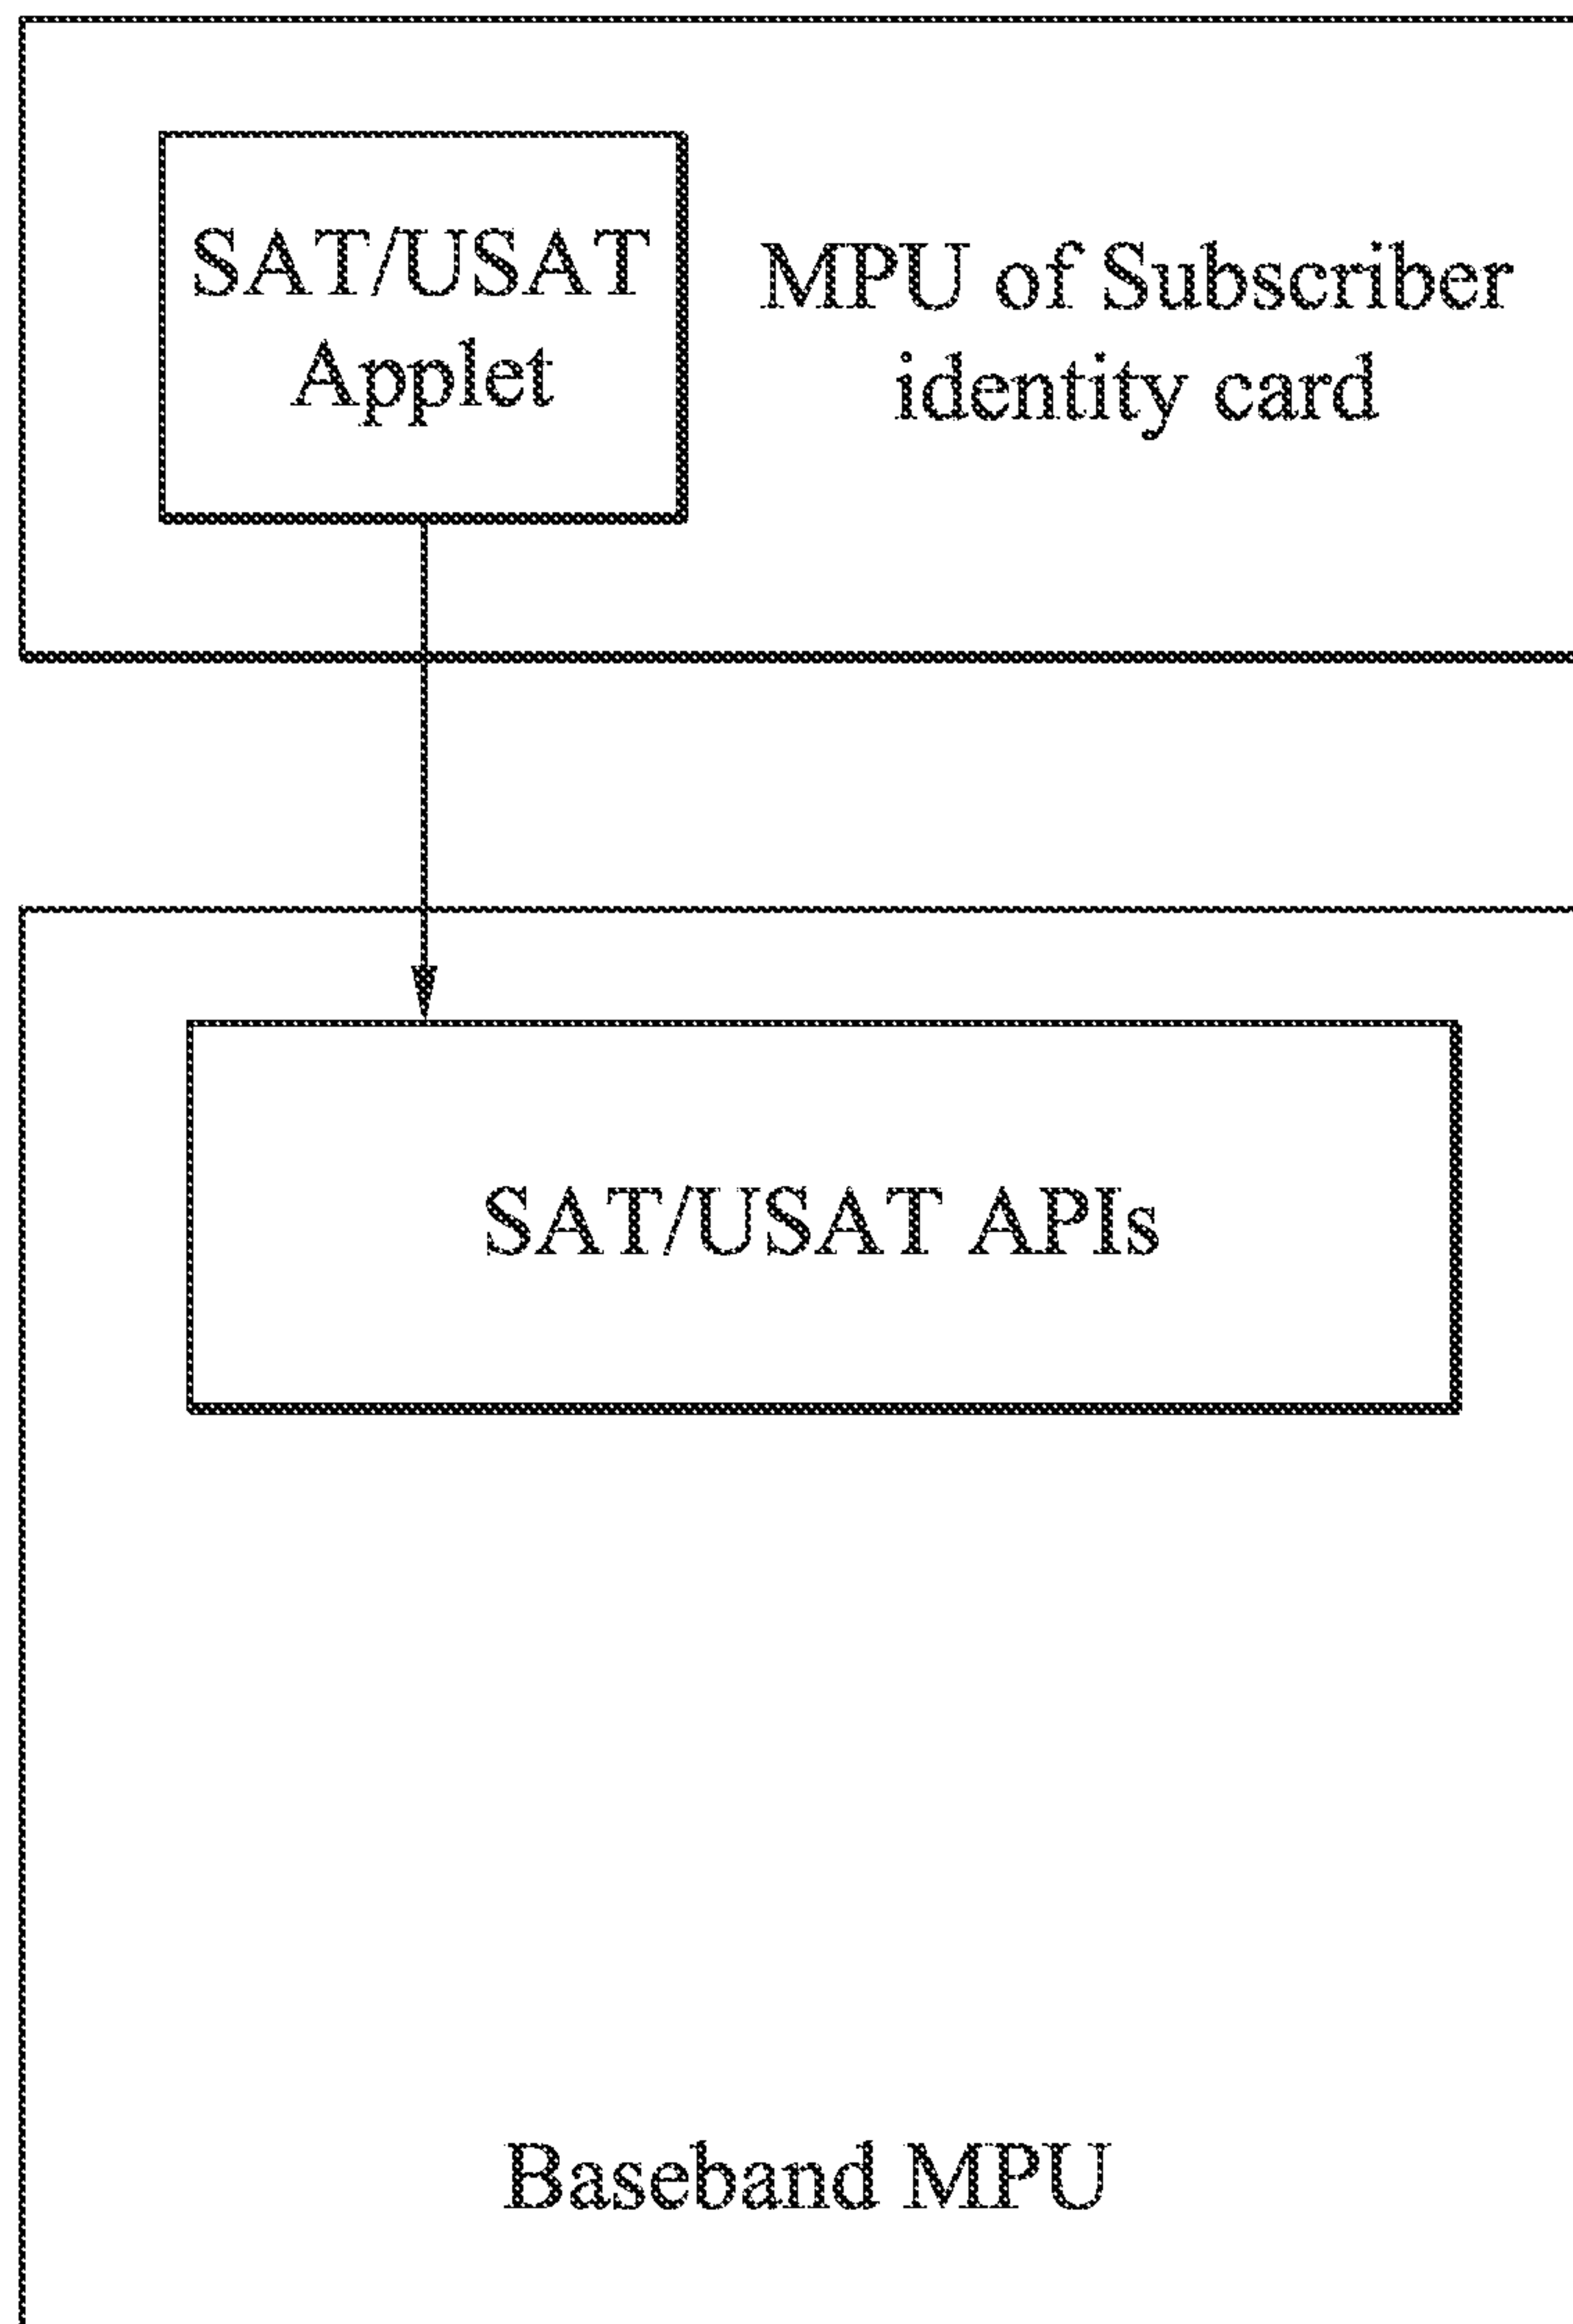 SAT/USAT
Applet
MPU of Subscriber
identity card
SAT/USAT APIs
Baseband MPU